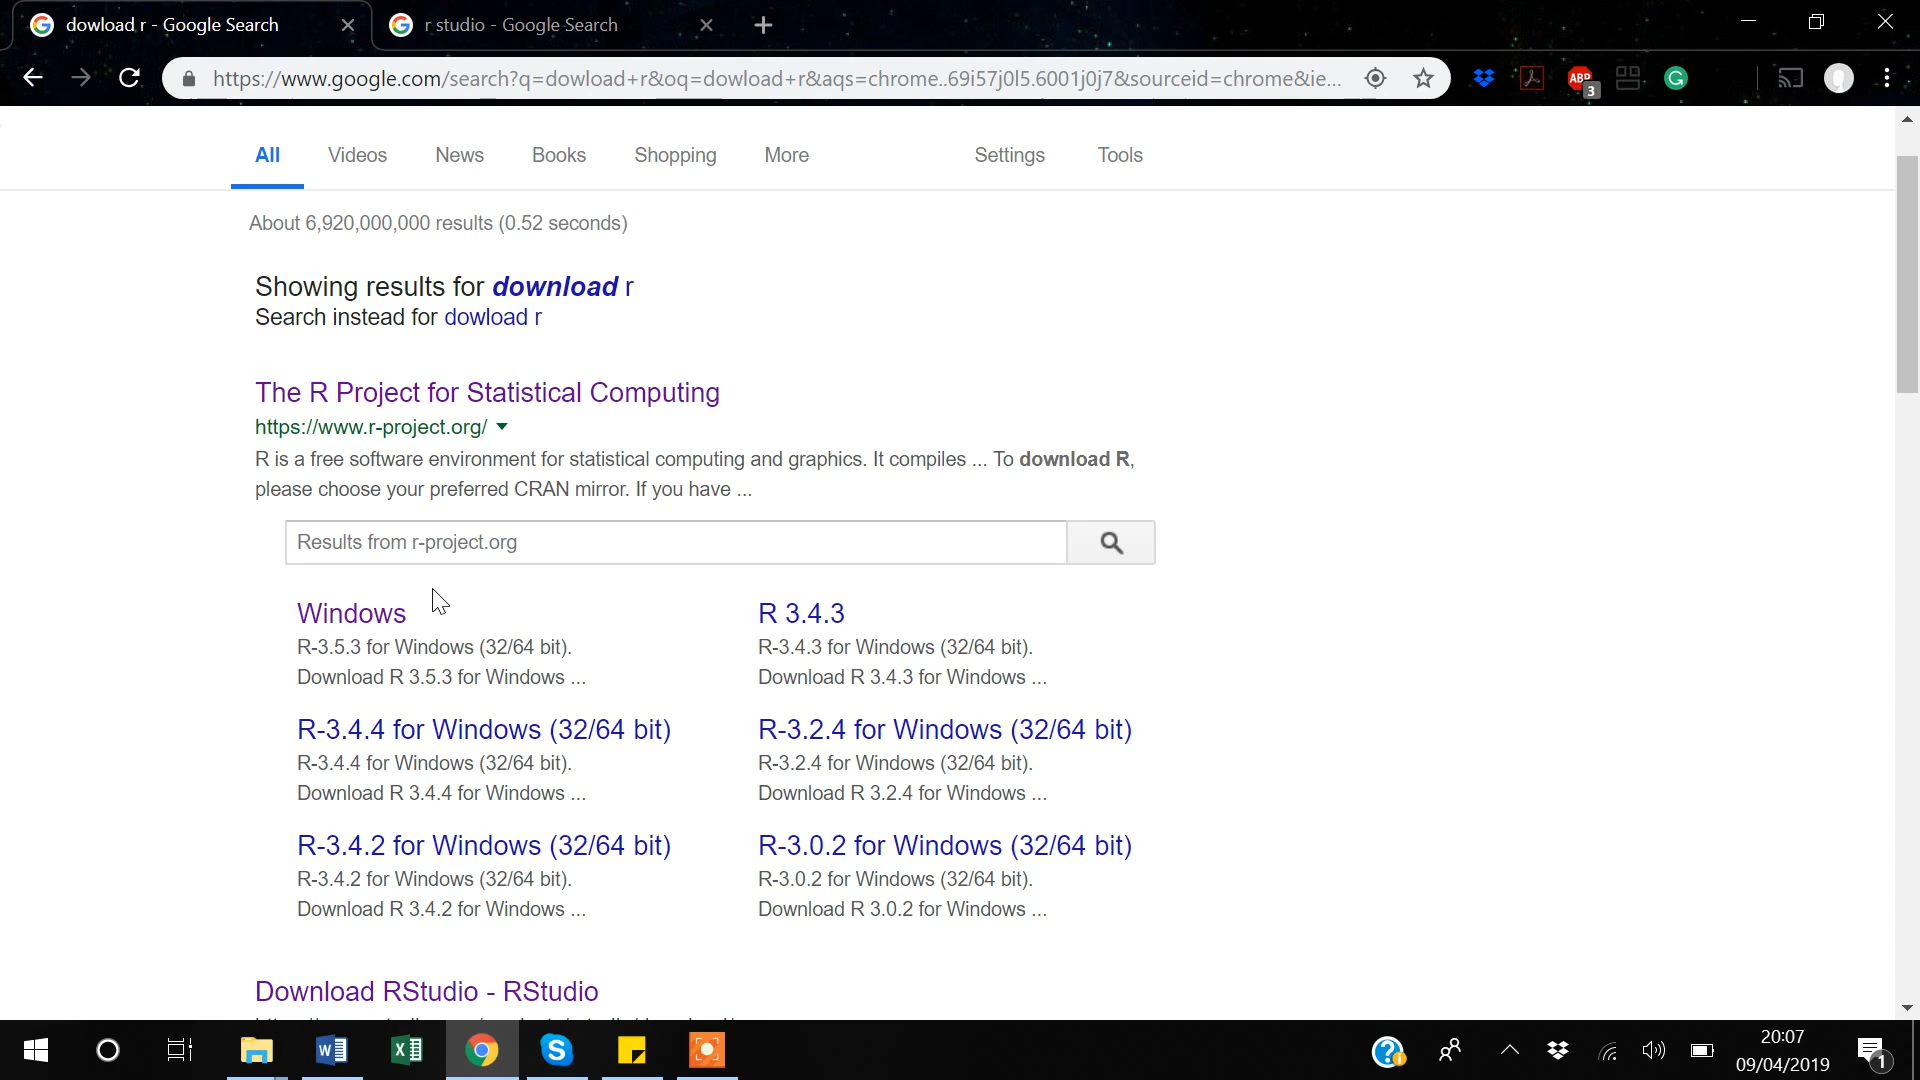 dowload r - Google Search
r studio - Google Search
https://www.google.com/search?q=dowload+r&oq=dowload+r&aqs=chrome..69i57j0l5.6001j0j7&sourceid=chrome&ie...
ABP
3
All Videos News Books Shopping More Settings Tools
About 6,920,000,000 results (0.52 seconds)
Showing results for download r
Search instead for dowload r
The R Project for Statistical Computing
https://www.r-project.org/
R is a free software environment for statistical computing and graphics. It compiles ... To download R,
please choose your preferred CRAN mirror. If you have ...
Results from r-project.org
Windows
R-3.5.3 for Windows (32/64 bit).
Download R 3.5.3 for Windows ...
R 3.4.3
R-3.4.3 for Windows (32/64 bit).
Download R 3.4.3 for Windows ...
R-3.4.4 for Windows (32/64 bit)
R-3.4.4 for Windows (32/64 bit).
Download R 3.4.4 for Windows ...
R-3.2.4 for Windows (32/64 bit)
R-3.2.4 for Windows (32/64 bit).
Download R 3.2.4 for Windows ...
R-3.4.2 for Windows (32/64 bit)
R-3.4.2 for Windows (32/64 bit).
Download R 3.4.2 for Windows ...
R-3.0.2 for Windows (32/64 bit)
R-3.0.2 for Windows (32/64 bit).
Download R 3.0.2 for Windows ...
Download RStudio - RStudio
20:07
09/04/2019
1